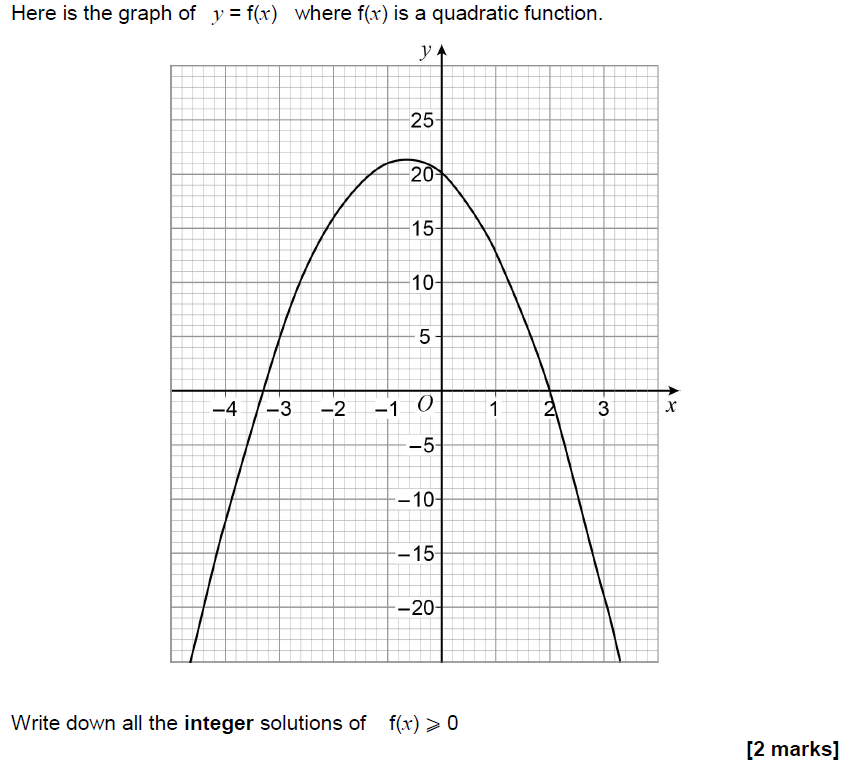 Here is the graph of y = f(x) where f(x) is a quadratic function.
y
25
20
15
10
5
–4 –3 –2 –1 O 1 2 3 x
–5
–10
–15
–20
Write down all the integer solutions of f(x) ⩾ 0
[2 marks]